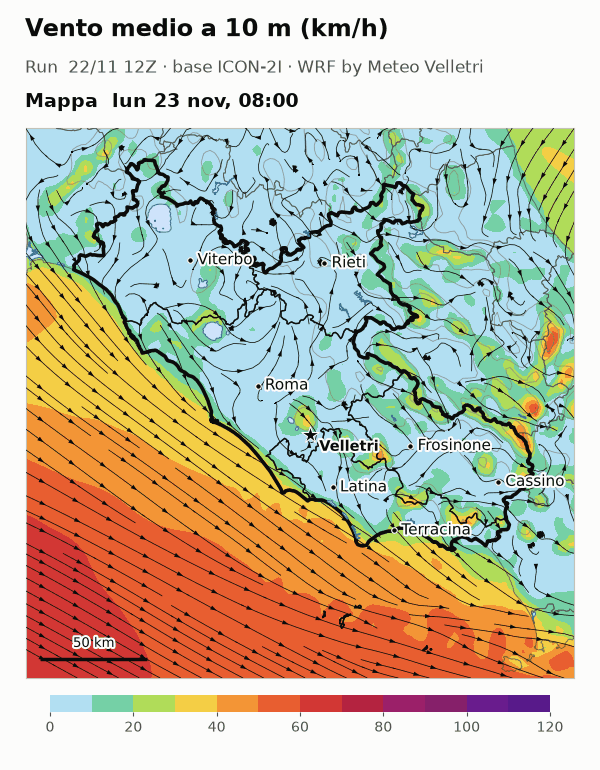 Vento medio a 10 m (km/h)
Run 22/11 12Z · base ICON-2I · WRF by Meteo Velletri
Mappa lun 23 nov, 08:00
Viterbo
Rieti
Roma
Velletri
Frosinone
Latina
Cassino
Terracina
50 km
0 20 40 60 80 100 120